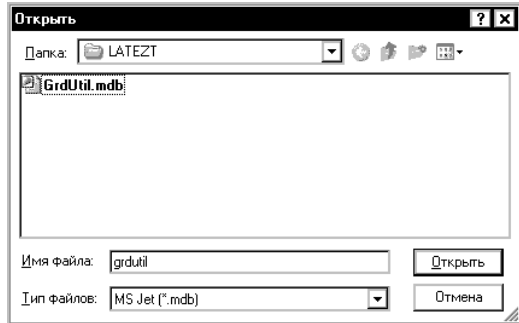 Открыть
Папка: LATEZT
GrdUtil.mdb
Имя файла: grdutil Открыть
Тип файлов: MS Jet (*.mdb) Отмена